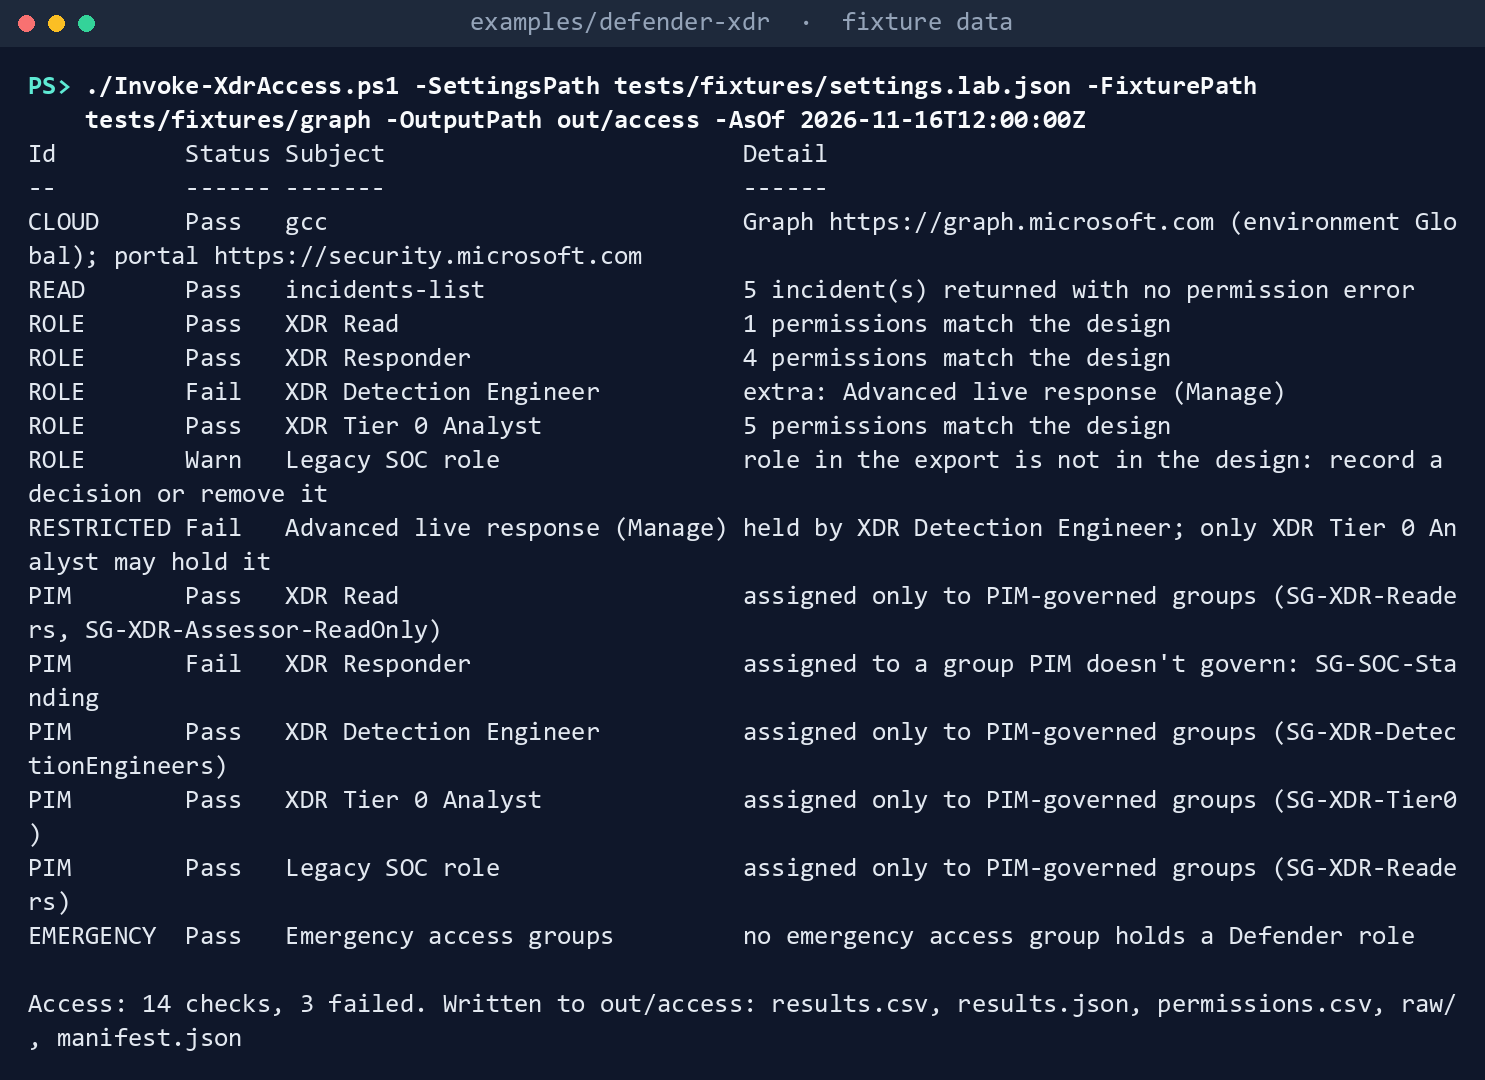 examples/defender-xdr · fixture data
PS> ./Invoke-XdrAccess.ps1 -SettingsPath tests/fixtures/settings.lab.json -FixturePath
    tests/fixtures/graph -OutputPath out/access -AsOf 2026-11-16T12:00:00Z
Id         Status Subject                         Detail
--         ------ -------                         ------
CLOUD      Pass   gcc                             Graph https://graph.microsoft.com (environment Glo
bal); portal https://security.microsoft.com
READ       Pass   incidents-list                  5 incident(s) returned with no permission error
ROLE       Pass   XDR Read                        1 permissions match the design
ROLE       Pass   XDR Responder                   4 permissions match the design
ROLE       Fail   XDR Detection Engineer          extra: Advanced live response (Manage)
ROLE       Pass   XDR Tier 0 Analyst              5 permissions match the design
ROLE       Warn   Legacy SOC role                 role in the export is not in the design: record a
decision or remove it
RESTRICTED Fail   Advanced live response (Manage) held by XDR Detection Engineer; only XDR Tier 0 An
alyst may hold it
PIM        Pass   XDR Read                        assigned only to PIM-governed groups (SG-XDR-Reade
rs, SG-XDR-Assessor-ReadOnly)
PIM        Fail   XDR Responder                   assigned to a group PIM doesn't govern: SG-SOC-Sta
nding
PIM        Pass   XDR Detection Engineer          assigned only to PIM-governed groups (SG-XDR-Detec
tionEngineers)
PIM        Pass   XDR Tier 0 Analyst              assigned only to PIM-governed groups (SG-XDR-Tier0
)
PIM        Pass   Legacy SOC role                 assigned only to PIM-governed groups (SG-XDR-Reade
rs)
EMERGENCY  Pass   Emergency access groups         no emergency access group holds a Defender role
Access: 14 checks, 3 failed. Written to out/access: results.csv, results.json, permissions.csv, raw/
, manifest.json